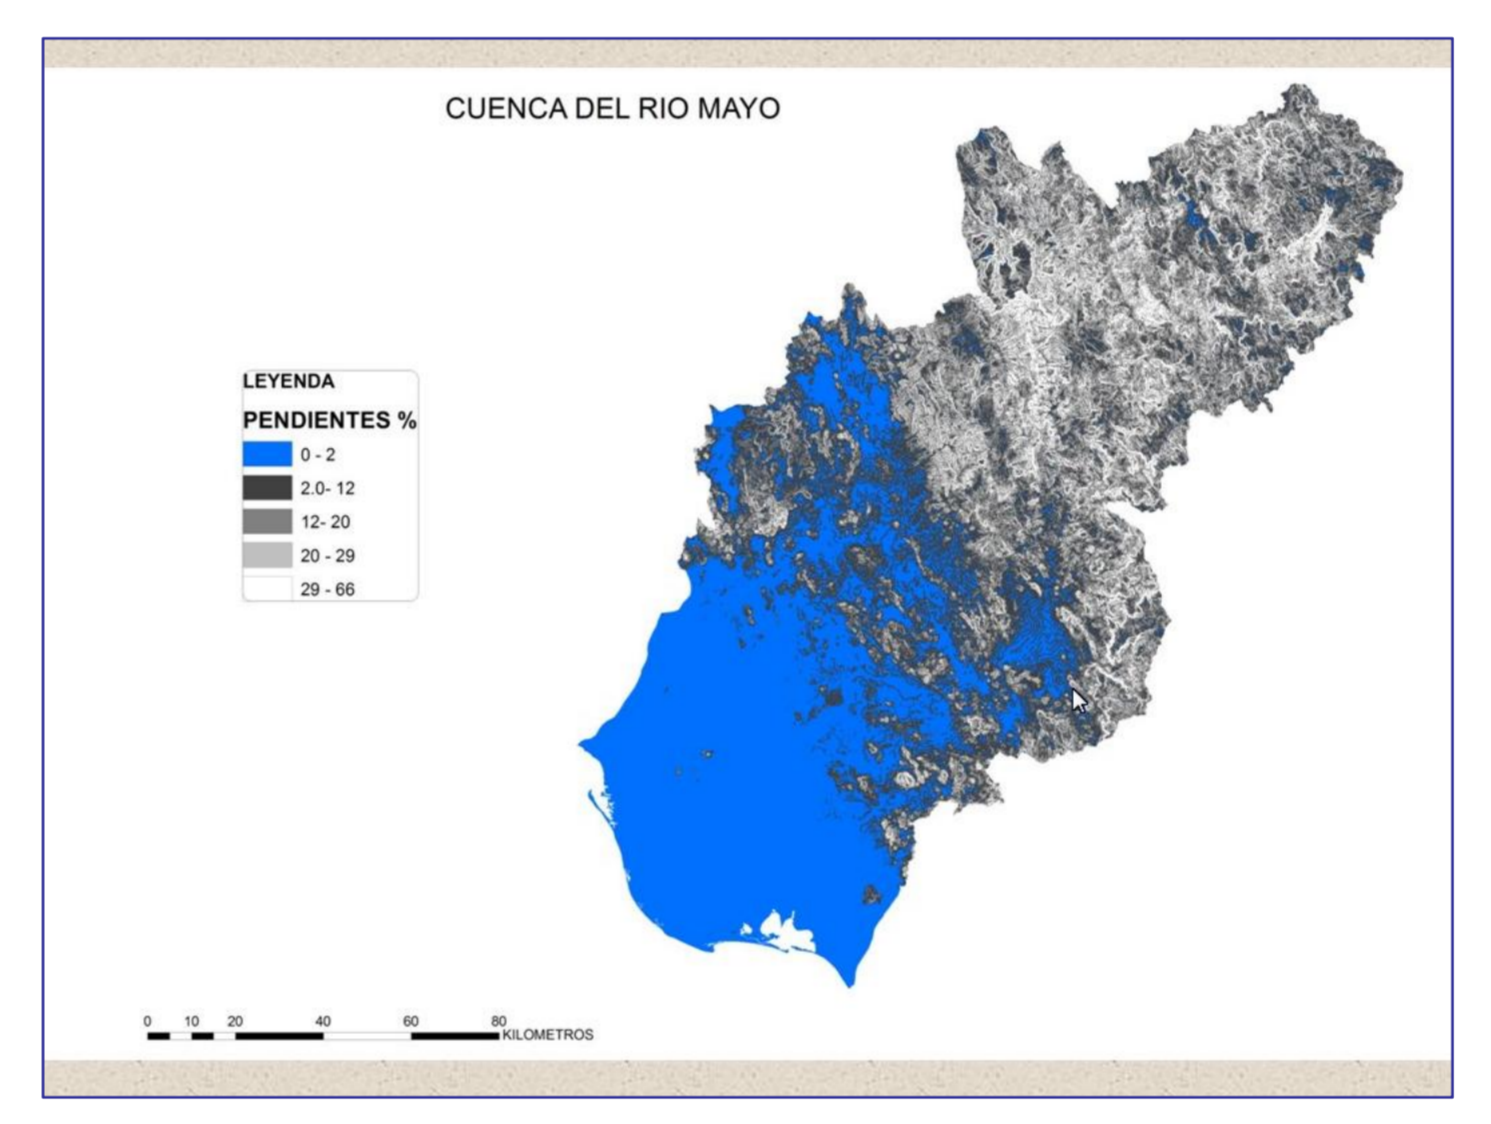 CUENCA DEL RIO MAYO
LEYENDA
PENDIENTES %
0 - 2
2.0- 12
12- 20
20 - 29
29 - 66
0 10 20 40 60 80
KILOMETROS